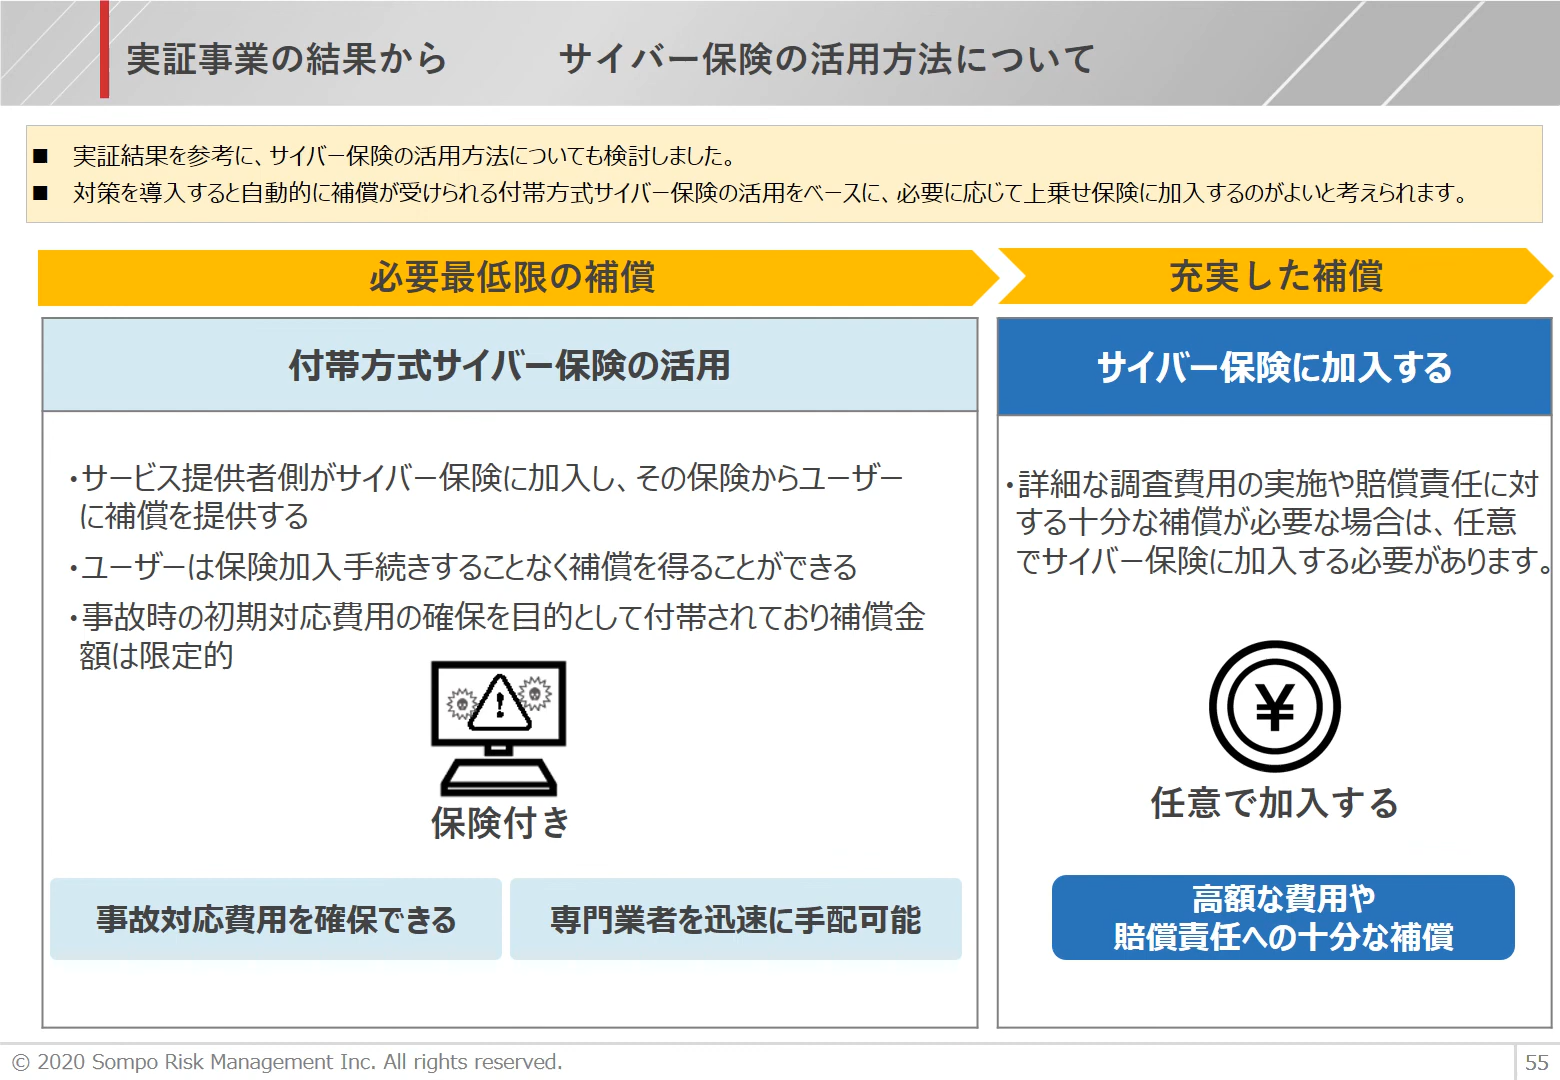 実証事業の結果から　　　サイバー保険の活用方法について
■ 実証結果を参考に、サイバー保険の活用方法についても検討しました。
■ 対策を導入すると自動的に補償が受けられる付帯方式サイバー保険の活用をベースに、必要に応じて上乗せ保険に加入するのがよいと考えられます。
必要最低限の補償
充実した補償
付帯方式サイバー保険の活用
・サービス提供者側がサイバー保険に加入し、その保険からユーザー
に補償を提供する
・ユーザーは保険加入手続きすることなく補償を得ることができる
・事故時の初期対応費用の確保を目的として付帯されており補償金
額は限定的
保険付き
事故対応費用を確保できる
専門業者を迅速に手配可能
サイバー保険に加入する
・詳細な調査費用の実施や賠償責任に対
する十分な補償が必要な場合は、任意
でサイバー保険に加入する必要があります。
¥
任意で加入する
高額な費用や
賠償責任への十分な補償
© 2020 Sompo Risk Management Inc. All rights reserved.
55